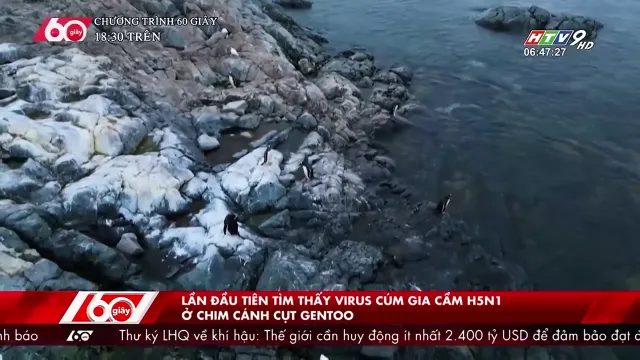 60 giây
CHƯƠNG TRÌNH 60 GIÂY
18:30 TRÊN
HTV9 HD
06:47:27
60 giây
LẦN ĐẦU TIÊN TÌM THẤY VIRUS CÚM GIA CẦM H5N1
Ở CHIM CÁNH CỤT GENTOO
nh báo
Thư ký LHQ về khí hậu: Thế giới cần huy động ít nhất 2.400 tỷ USD để đảm bảo đạt